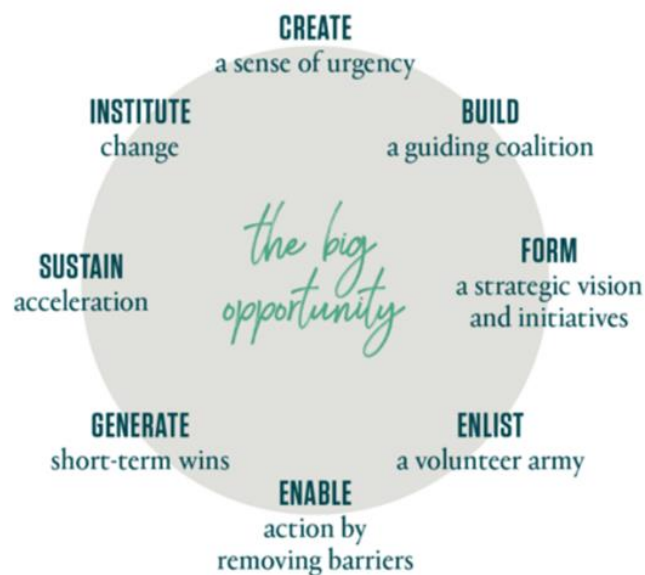 CREATE
a sense of urgency
BUILD
a guiding coalition
FORM
a strategic vision
and initiatives
ENLIST
a volunteer army
ENABLE
action by
removing barriers
GENERATE
short-term wins
SUSTAIN
acceleration
INSTITUTE
change
the big
opportunity